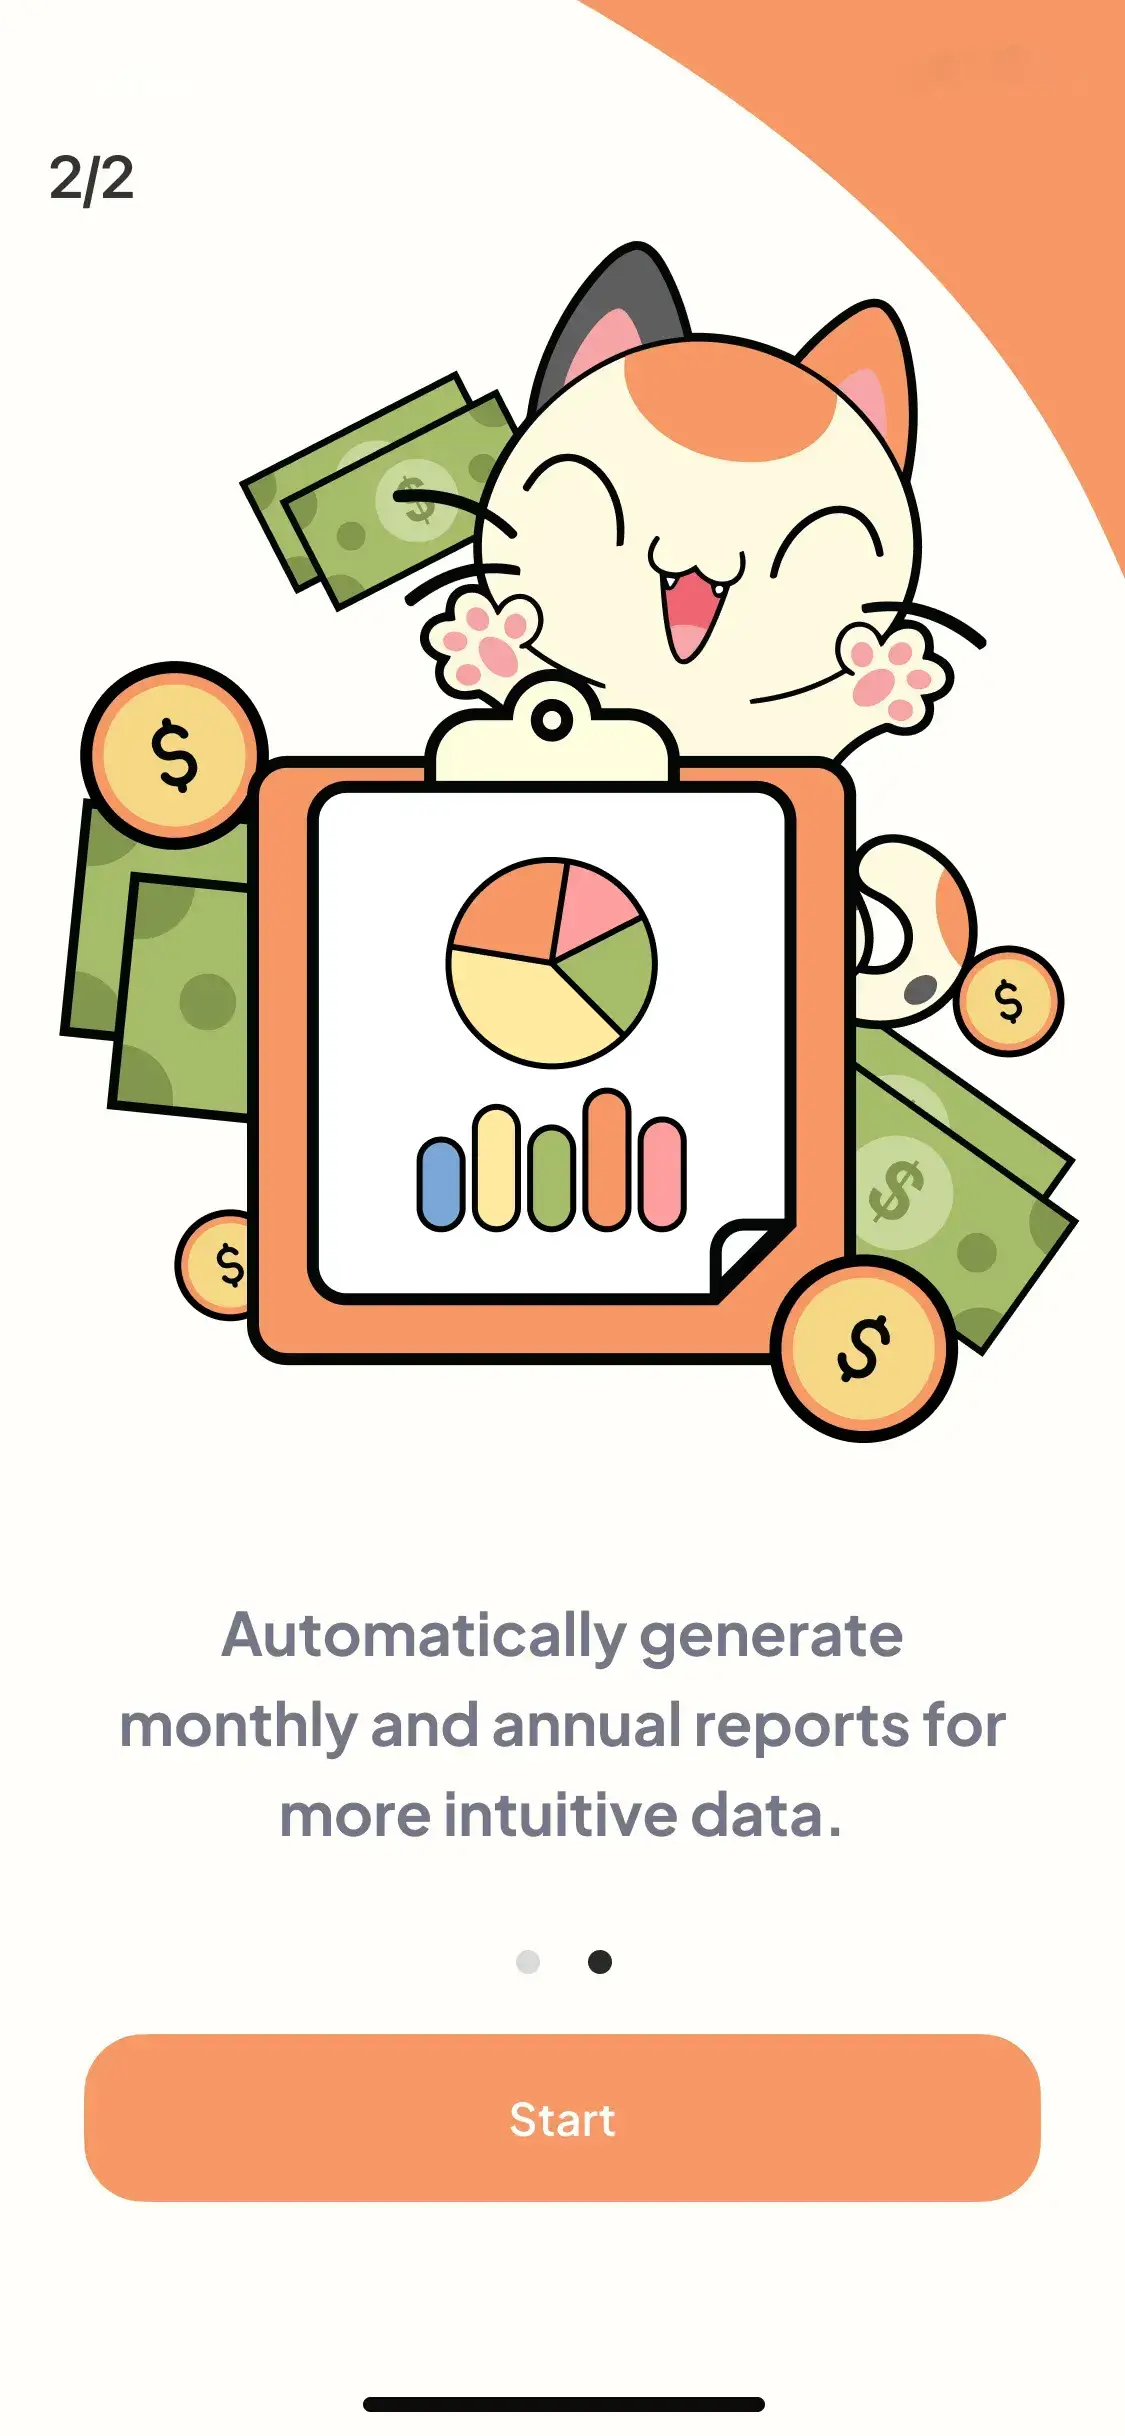 2/2
$
$
$
$
$
$
Automatically generate
monthly and annual reports for
more intuitive data.
Start